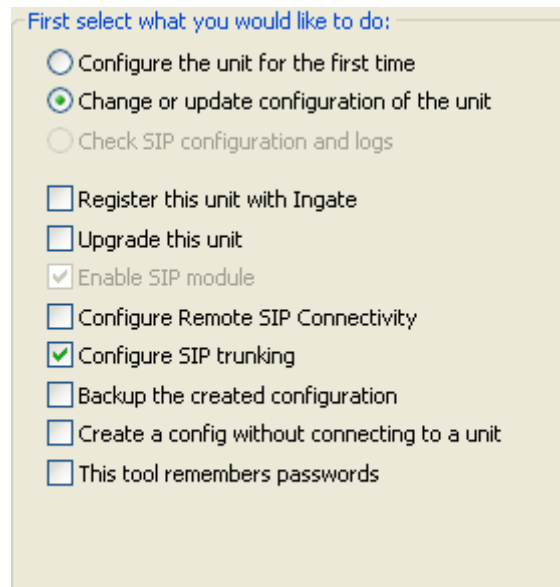 First select what you would like to do:
Configure the unit for the first time
Change or update configuration of the unit
Check SIP configuration and logs
Register this unit with Ingate
Upgrade this unit
Enable SIP module
Configure Remote SIP Connectivity
Configure SIP trunking
Backup the created configuration
Create a config without connecting to a unit
This tool remembers passwords